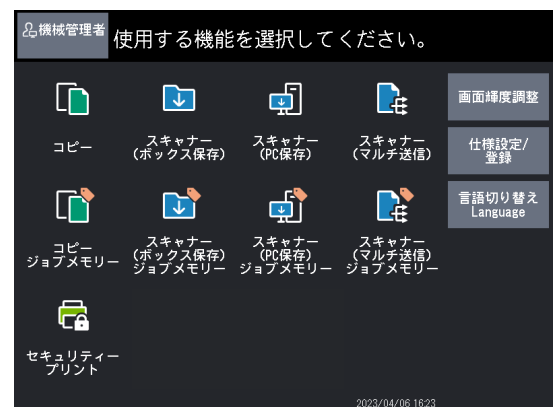 機械管理者
使用する機能を選択してください。
コピー
スキャナー
(ボックス保存)
スキャナー
(PC保存)
スキャナー
(マルチ送信)
画面輝度調整
仕様設定/
登録
言語切り替え
Language
コピー
ジョブメモリー
スキャナー
(ボックス保存)
ジョブメモリー
スキャナー
(PC保存)
ジョブメモリー
スキャナー
(マルチ送信)
ジョブメモリー
セキュリティー
プリント
2023/04/06 16:23